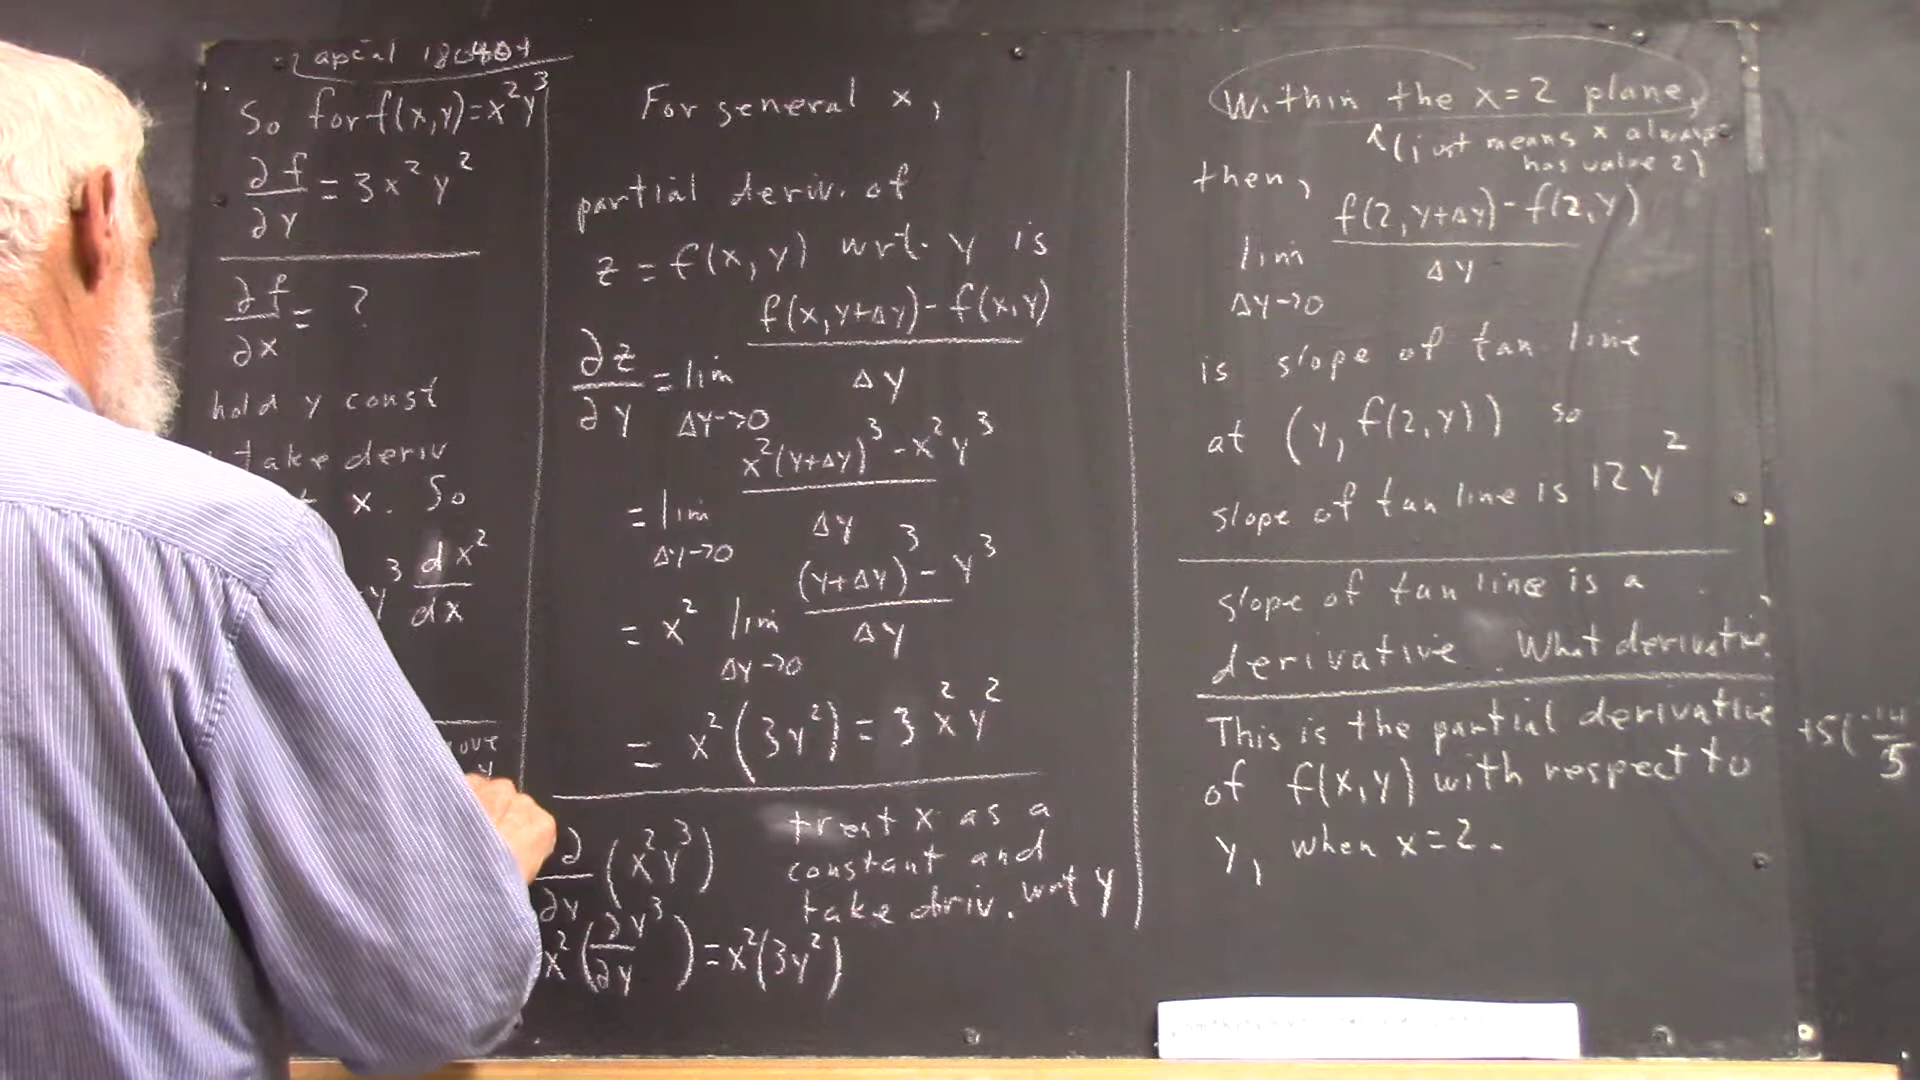 So for f(x,y)=x²y³
∂f/∂y = 3x²y²
∂f/∂x = ?
hold y const
take deriv
x. So
y³ dx²/dx
For general x,
partial deriv. of
z = f(x,y) wrt. y is
∂z/∂y = lim Δy->0 f(x,y+Δy)-f(x,y)/Δy
= lim Δy->0 x²(y+Δy)³-x²y³/Δy
= x² lim Δy->0 (y+Δy)³-y³/Δy
= x²(3y²) = 3x²y²
∂/∂y (x²y³)
treat x as a
constant and
take driv. wrt y
x²(∂y³/∂y) = x²(3y²)
Within the x=2 plane,
(just means x always
has value 2)
then,
lim Δy->0 f(2,y+Δy)-f(2,y)/Δy
is slope of tan line
at (y, f(2,y)) so
slope of tan line is 12y²
slope of tan line is a
derivative. What derivative.
This is the partial derivative
of f(x,y) with respect to
y, when x=2.